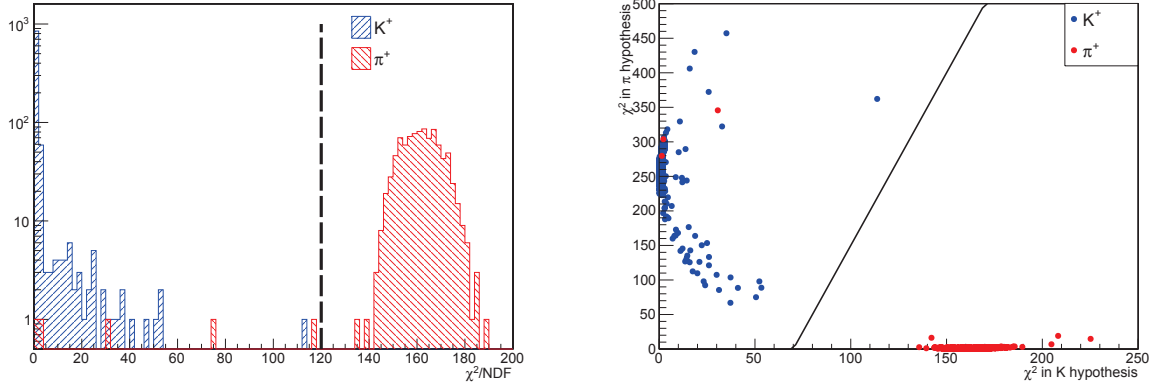 10³
10²
10
1
K⁺
π⁺
0 20 40 60 80 100 120 140 160 180 200
χ²/NDF
χ² in π hypothesis
500
450
400
350
300
250
200
150
100
50
0
K⁺
π⁺
0 50 100 150 200 250
χ² in K hypothesis